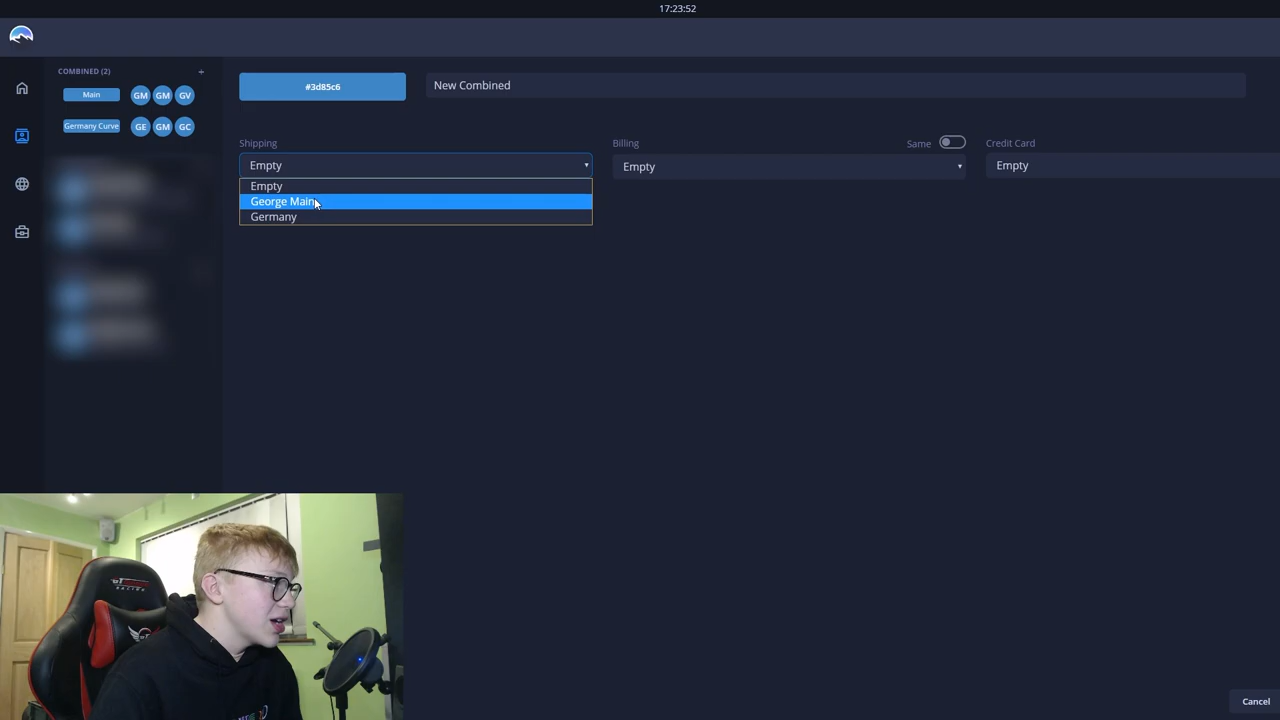 17:23:52
COMBINED (2)
+
Main
GM
GM
GV
Germany Curve
GE
GM
GC
#3d85c6
New Combined
Shipping
Empty
Empty
George Main
Germany
Billing
Same
Empty
Credit Card
Empty
Cancel